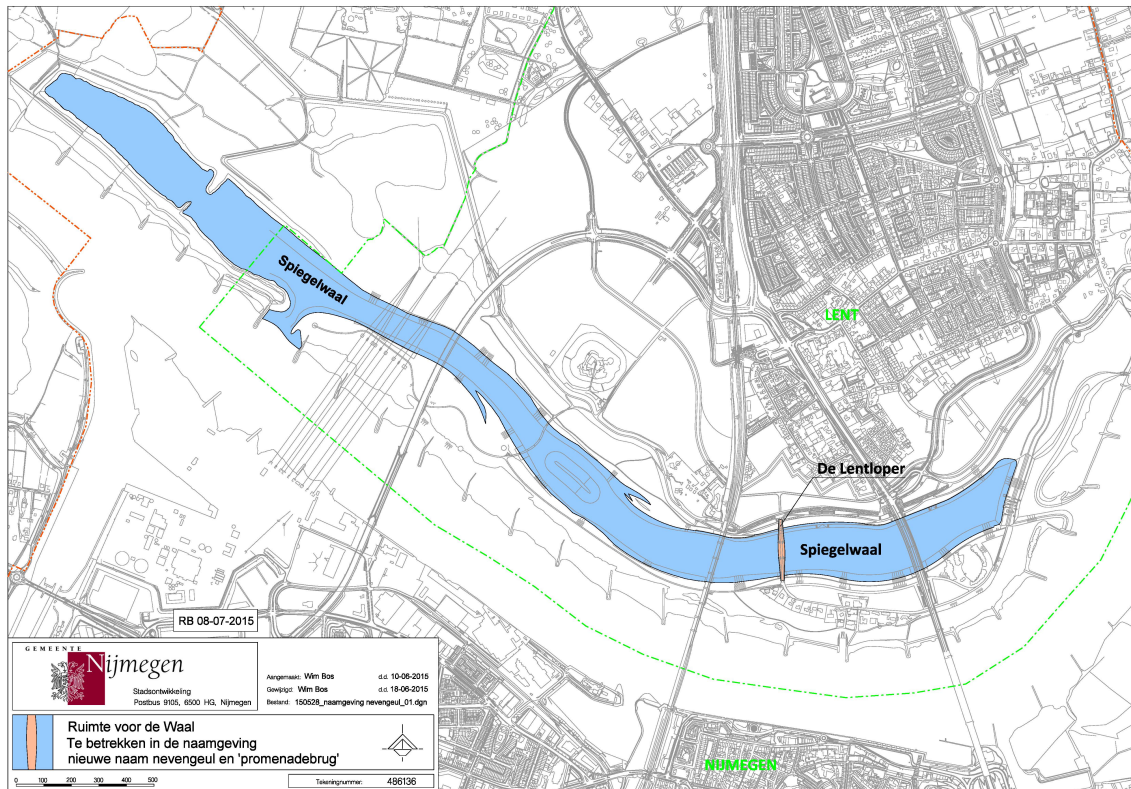 Spiegelwaal
LENT
De Lentloper
Spiegelwaal
RB 08-07-2015
GEMEENTE
Nijmegen
Stadsontwikkeling
Postbus 9105, 6500 HG, Nijmegen
Aangemaakt: Wim Bos d.d. 10-06-2015
Gewijzigd: Wim Bos d.d. 18-06-2015
Bestand: 150528_naamgeving nevengeul_01.dgn
Ruimte voor de Waal
Te betrekken in de naamgeving
nieuwe naam nevengeul en 'promenadebrug'
0 100 200 300 400 500
Tekeningnummer: 486136
NIJMEGEN